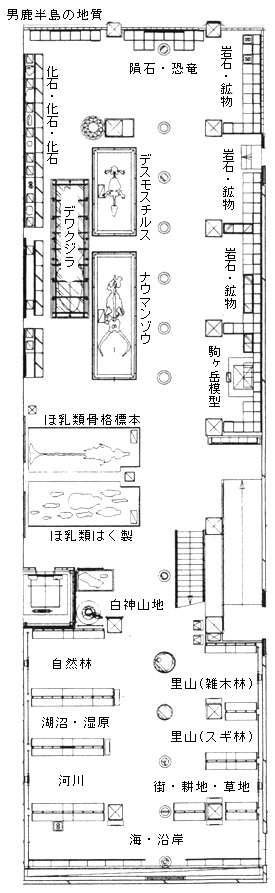 男鹿半島の地質
隕石・恐竜
岩石・鉱物
化石・化石・化石
デスモスチルス
岩石・鉱物
デワクジラ
ナウマンゾウ
岩石・鉱物
駒ヶ岳模型
ほ乳類骨格標本
ほ乳類はく製
白神山地
自然林
里山(雑木林)
湖沼・湿原
里山(スギ林)
河川
街・耕地・草地
海・沿岸